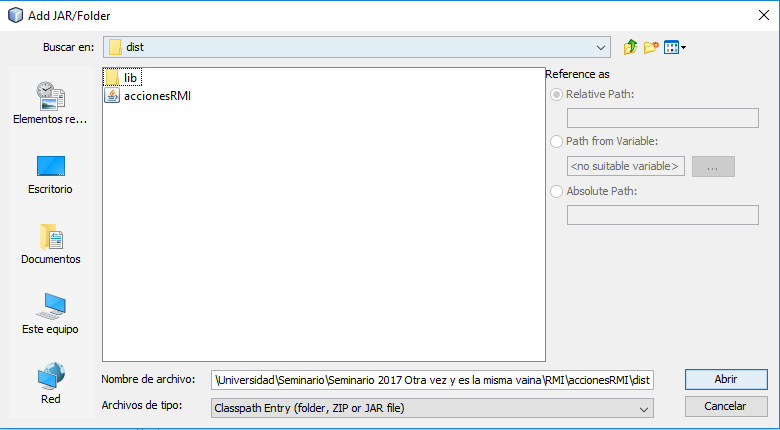 Add JAR/Folder
Buscar en:
dist
lib
accionesRMI
Elementos re...
Escritorio
Documentos
Este equipo
Red
Reference as
Relative Path:
Path from Variable:
<no suitable variable>
...
Absolute Path:
Nombre de archivo:
\Universidad\Seminario\Seminario 2017 Otra vez y es la misma vaina\RMI\accionesRMI\dist
Abrir
Archivos de tipo:
Classpath Entry (folder, ZIP or JAR file)
Cancelar